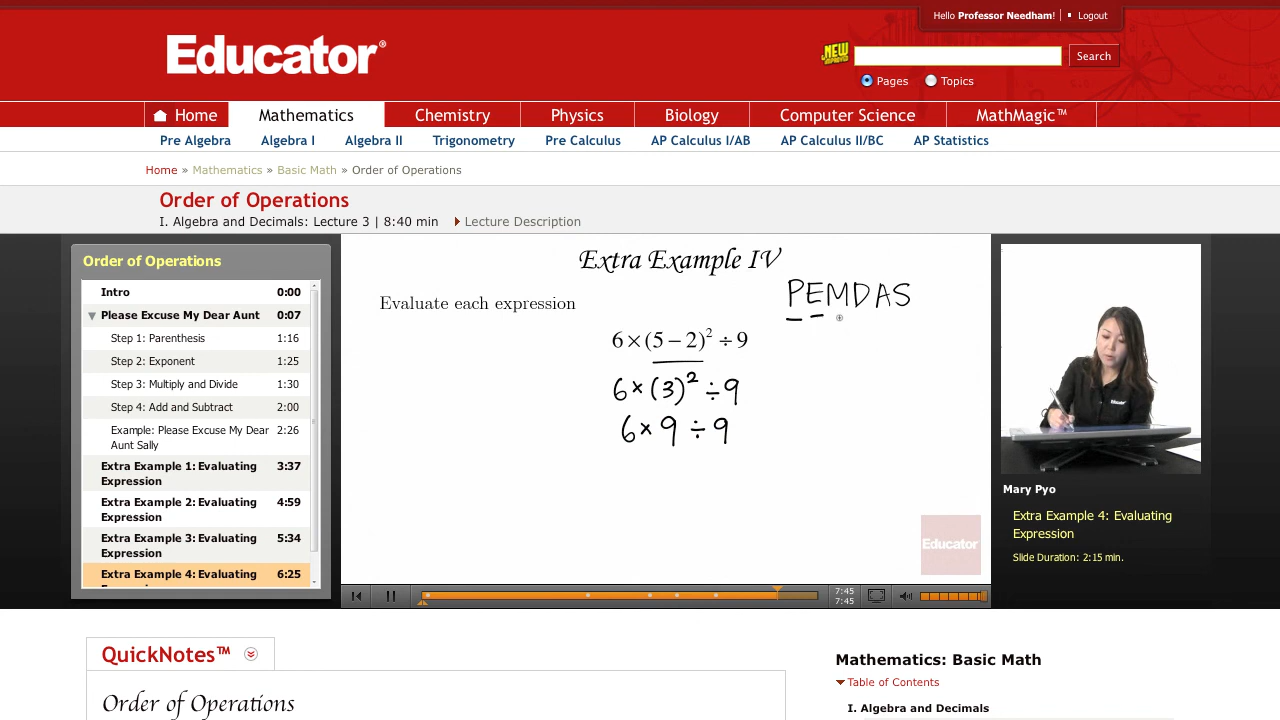 Hello Professor Needham! Logout
Educator®
NEW
Search
Pages Topics
Home Mathematics Chemistry Physics Biology Computer Science MathMagic™
Pre Algebra Algebra I Algebra II Trigonometry Pre Calculus AP Calculus I/AB AP Calculus II/BC AP Statistics
Home » Mathematics » Basic Math » Order of Operations
Order of Operations
I. Algebra and Decimals: Lecture 3 | 8:40 min Lecture Description
Order of Operations
Intro 0:00
Please Excuse My Dear Aunt 0:07
Step 1: Parenthesis 1:16
Step 2: Exponent 1:25
Step 3: Multiply and Divide 1:30
Step 4: Add and Subtract 2:00
Example: Please Excuse My Dear 2:26
Aunt Sally
Extra Example 1: Evaluating 3:37
Expression
Extra Example 2: Evaluating 4:59
Expression
Extra Example 3: Evaluating 5:34
Expression
Extra Example 4: Evaluating 6:25
Extra Example IV
Evaluate each expression
PEMDAS
6 × (5 − 2)² ÷ 9
6 × (3)² ÷ 9
6 × 9 ÷ 9
Educator
7:45
7:45
Educator
Mary Pyo
Extra Example 4: Evaluating
Expression
Slide Duration: 2:15 min.
QuickNotes™
Order of Operations
Mathematics: Basic Math
Table of Contents
I. Algebra and Decimals